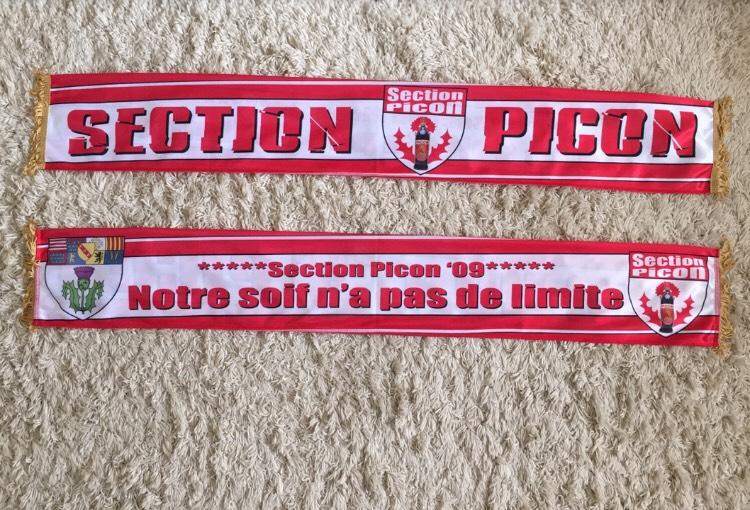 SECTION
Section
Picon
PICON
*****Section Picon '09*****
Notre soif n'a pas de limite
Section
Picon